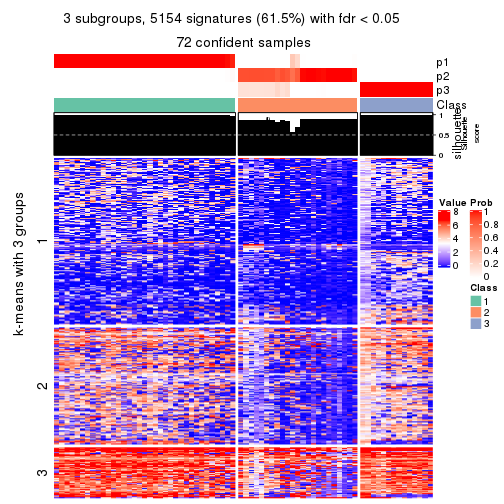 3 subgroups, 5154 signatures (61.5%) with fdr < 0.05
72 confident samples
p1
p2
p3
Class
1
0.5
0
silhouette
Silhouette
score
k-means with 3 groups
1
2
3
Value
8
6
4
2
0
Prob
1
0.8
0.6
0.4
0.2
0
Class
1
2
3